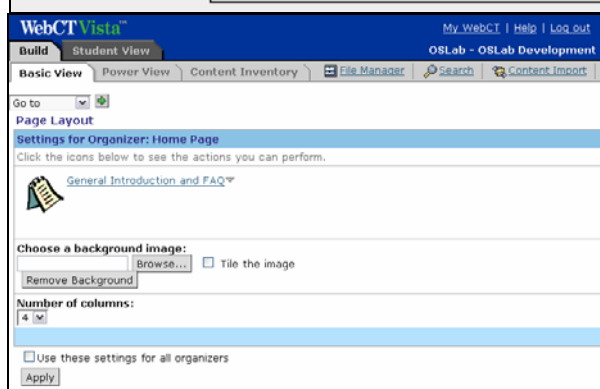 WebCT Vista™
My WebCT | Help | Log out
Build Student View
OSLab - OSLab Development
Basic View Power View Content Inventory File Manager Search Content Import
Go to
Page Layout
Settings for Organizer: Home Page
Click the icons below to see the actions you can perform.
General Introduction and FAQ
Choose a background image:
Browse... Tile the image
Remove Background
Number of columns:
4
Use these settings for all organizers
Apply